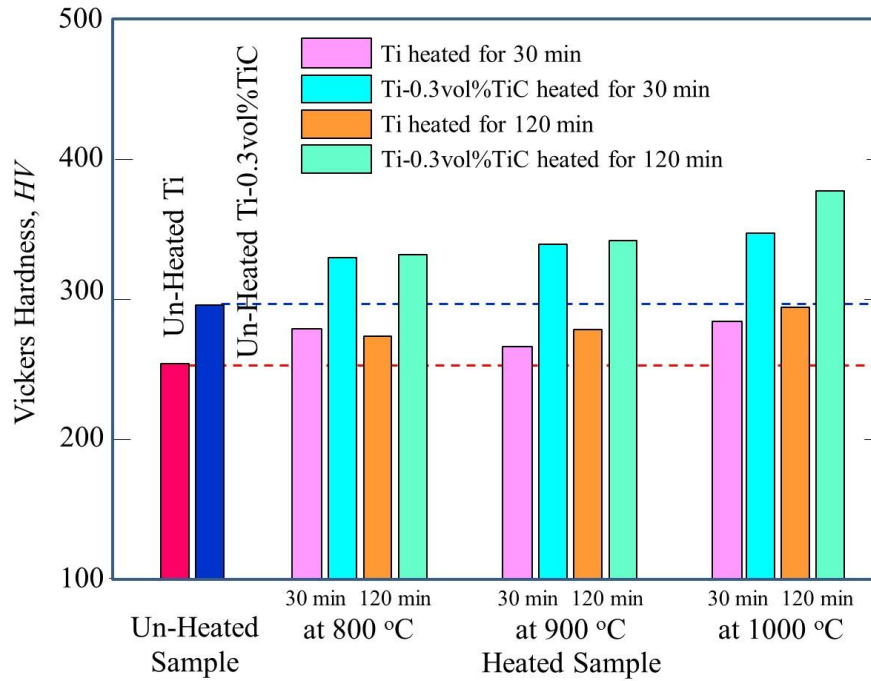 500
400
300
200
100
Vickers Hardness, HV
Un-Heated Ti
Un-Heated Ti-0.3vol%TiC
Ti heated for 30 min
Ti-0.3vol%TiC heated for 30 min
Ti heated for 120 min
Ti-0.3vol%TiC heated for 120 min
30 min 120 min 30 min 120 min 30 min 120 min
Un-Heated at 800 °C at 900 °C at 1000 °C
Sample Heated Sample